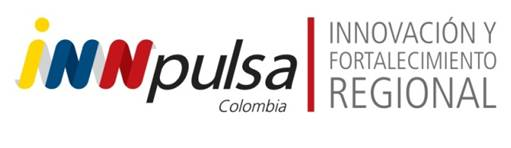 iNNpulsa
Colombia
INNOVACIÓN Y
FORTALECIMIENTO
REGIONAL